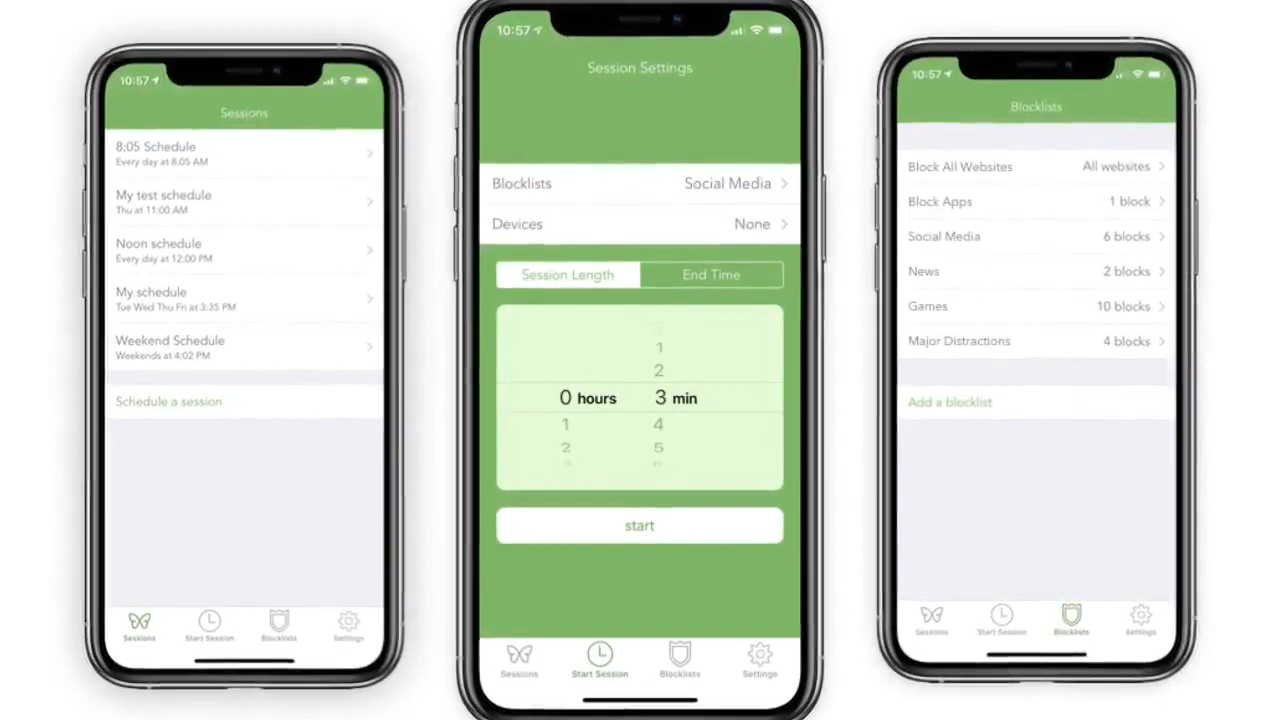 10:57
Sessions
8:05 Schedule
Every day at 8:05 AM
My test schedule
Thu at 11:00 AM
Noon schedule
Every day at 12:00 PM
My schedule
Tue Wed Thu Fri at 3:35 PM
Weekend Schedule
Weekends at 4:02 PM
Schedule a session
Sessions Start Session Blocklists Settings
10:57
Session Settings
Blocklists Social Media
Devices None
Session Length End Time
1
2
0 hours 3 min
1 4
2 5
3 6
start
Sessions Start Session Blocklists Settings
10:57
Blocklists
Block All Websites All websites
Block Apps 1 block
Social Media 6 blocks
News 2 blocks
Games 10 blocks
Major Distractions 4 blocks
Add a blocklist
Sessions Start Session Blocklists Settings